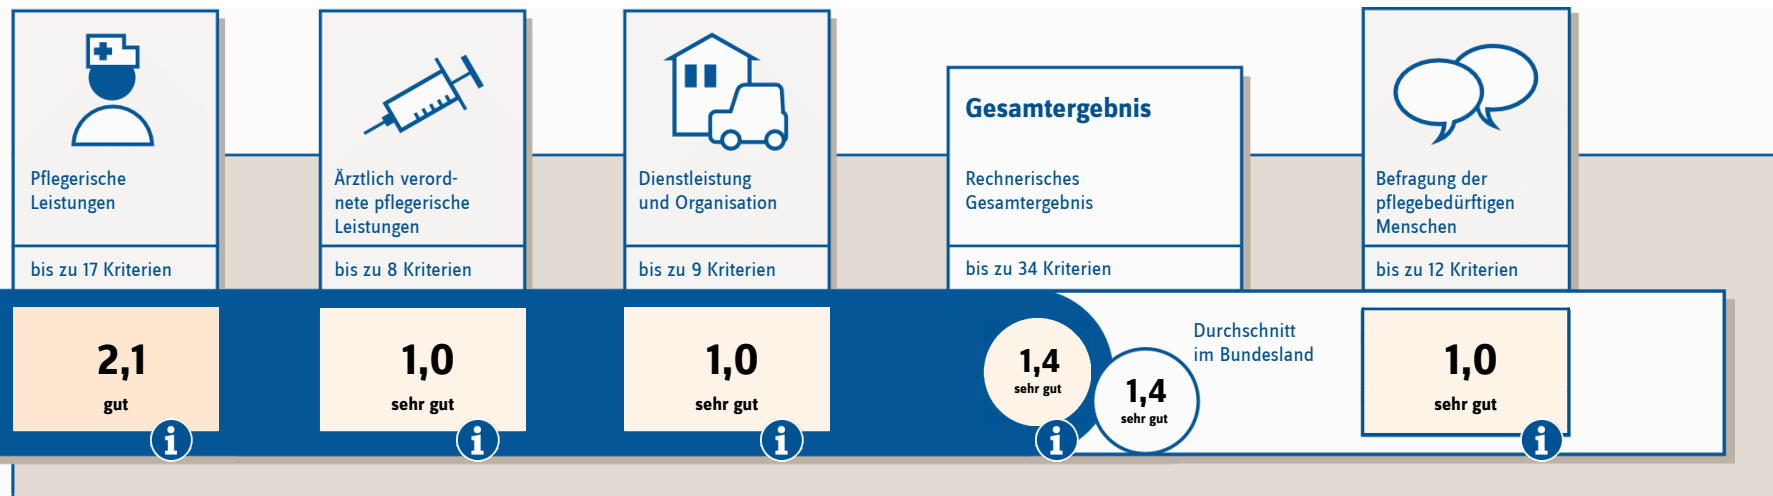 Pflegerische
Leistungen
bis zu 17 Kriterien
2,1
gut
Ärztlich verord-
nete pflegerische
Leistungen
bis zu 8 Kriterien
1,0
sehr gut
Dienstleistung
und Organisation
bis zu 9 Kriterien
1,0
sehr gut
Gesamtergebnis
Rechnerisches
Gesamtergebnis
bis zu 34 Kriterien
1,4
sehr gut
Durchschnitt
im Bundesland
1,4
sehr gut
Befragung der
pflegebedürftigen
Menschen
bis zu 12 Kriterien
1,0
sehr gut